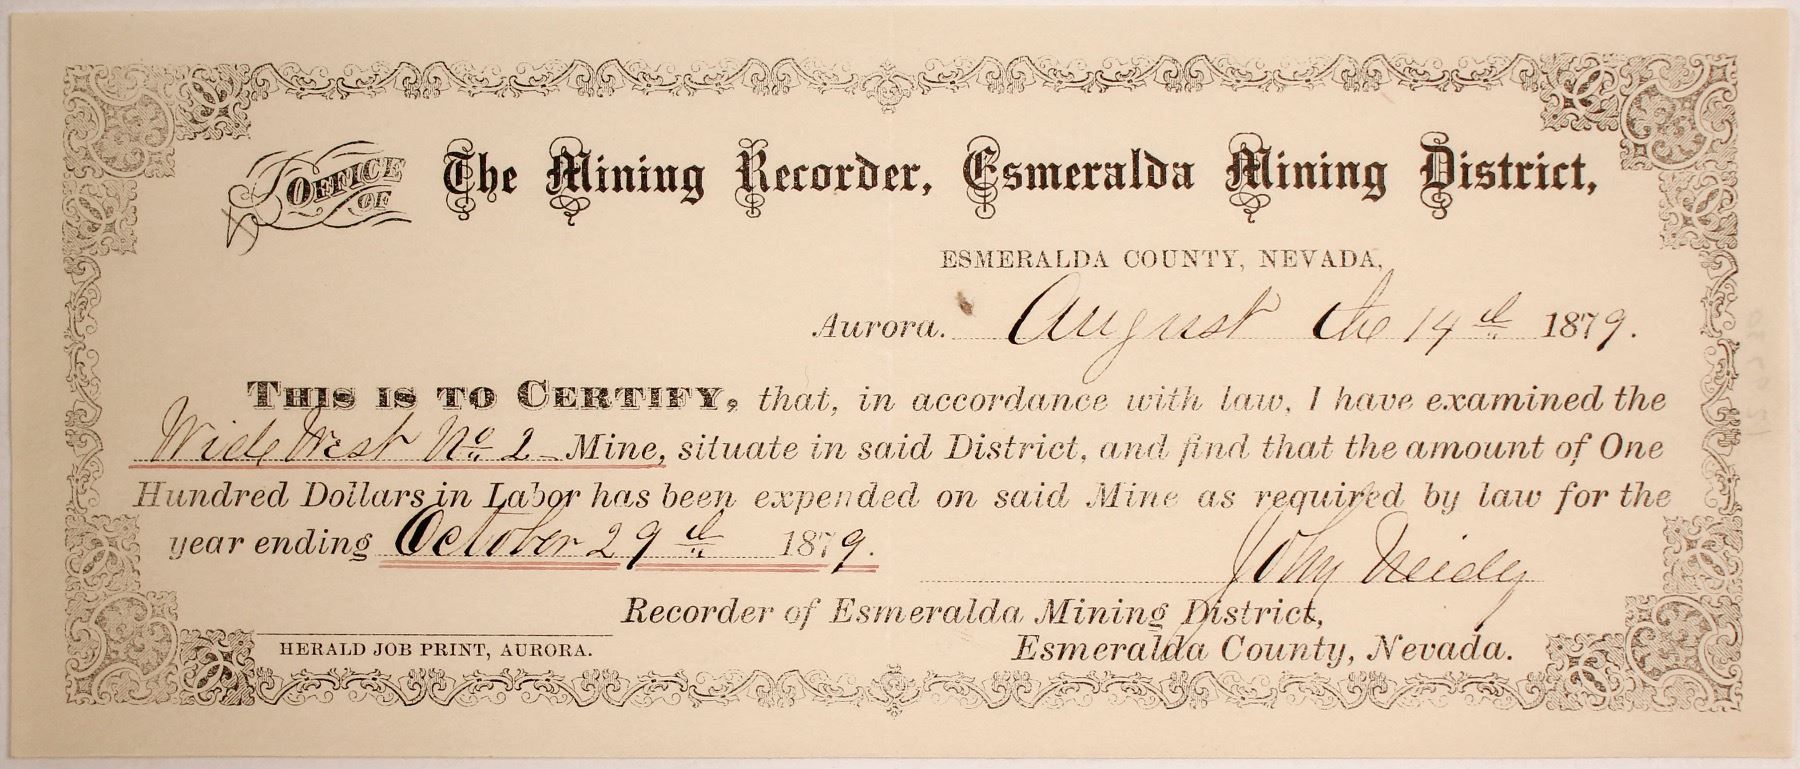 OFFICE OF The Mining Recorder, Esmeralda Mining District,
ESMERALDA COUNTY, NEVADA,
Aurora. August the 14th 1879.
THIS IS TO CERTIFY, that, in accordance with law, I have examined the
Wide West No. 2 Mine, situate in said District, and find that the amount of One
Hundred Dollars in Labor has been expended on said Mine as required by law for the
year ending October 29th 1879.
John Neidy
Recorder of Esmeralda Mining District,
HERALD JOB PRINT, AURORA.
Esmeralda County, Nevada.